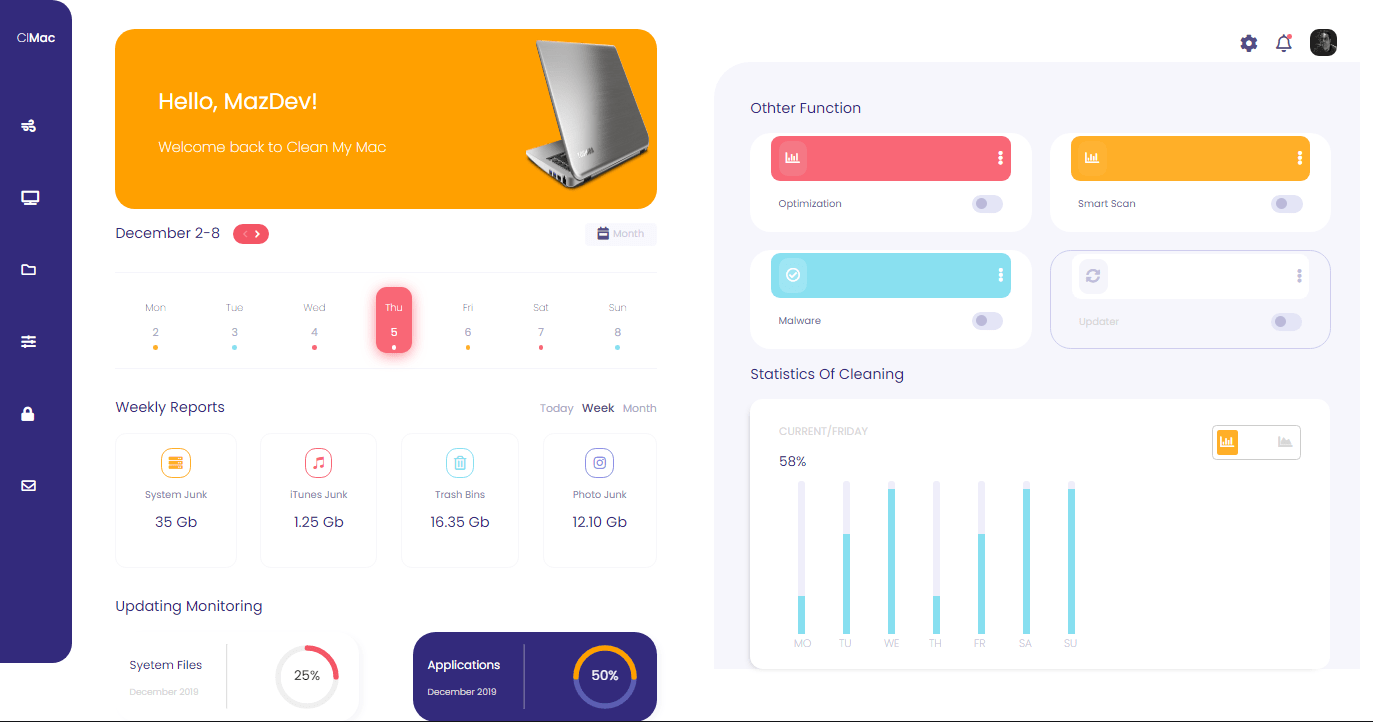 ClMac
Hello, MazDev!
Welcome back to Clean My Mac
December 2-8
Month
Mon Tue Wed Thu Fri Sat Sun
2 3 4 5 6 7 8
Weekly Reports
Today Week Month
System Junk iTunes Junk Trash Bins Photo Junk
35 Gb 1.25 Gb 16.35 Gb 12.10 Gb
Updating Monitoring
Syetem Files
December 2019
25%
Applications
December 2019
50%
Othter Function
Optimization
Smart Scan
Malware
Updater
Statistics Of Cleaning
CURRENT/FRIDAY
58%
MO TU WE TH FR SA SU